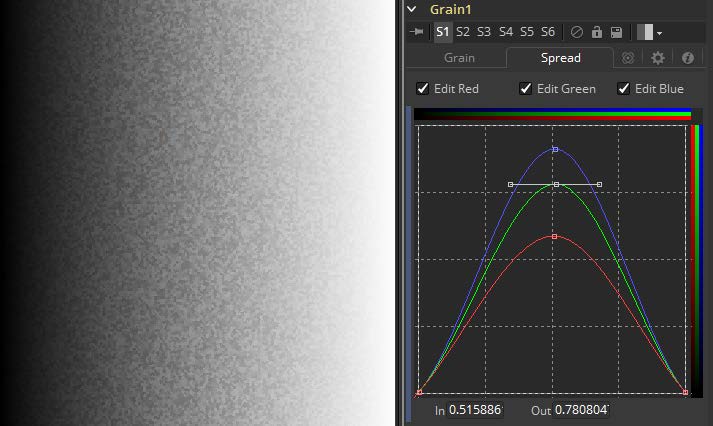 Grain1
S1 S2 S3 S4 S5 S6
Grain Spread
Edit Red Edit Green Edit Blue
In 0.515886 Out 0.780804